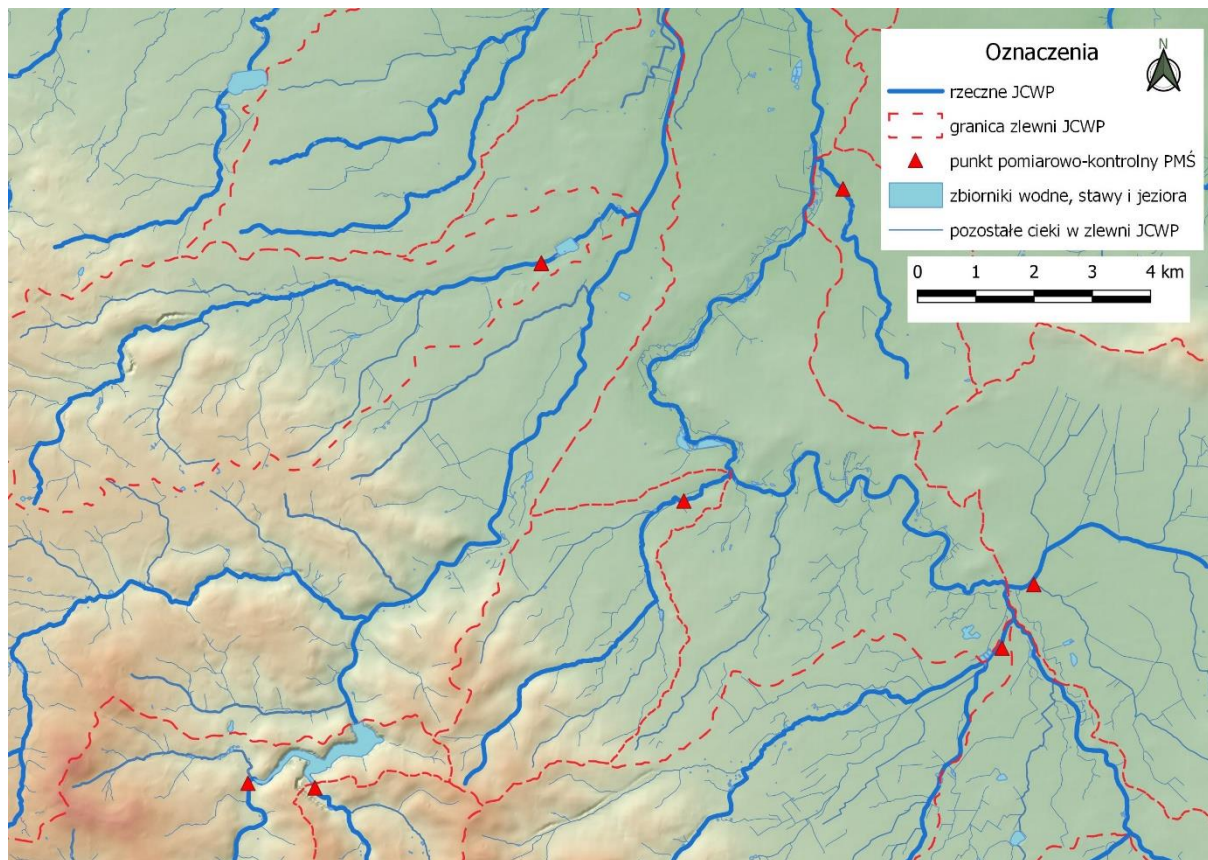 Oznaczenia
N
rzeczne JCWP
granica zlewni JCWP
punkt pomiarowo-kontrolny PMŚ
zbiorniki wodne, stawy i jeziora
pozostałe cieki w zlewni JCWP
0 1 2 3 4 km